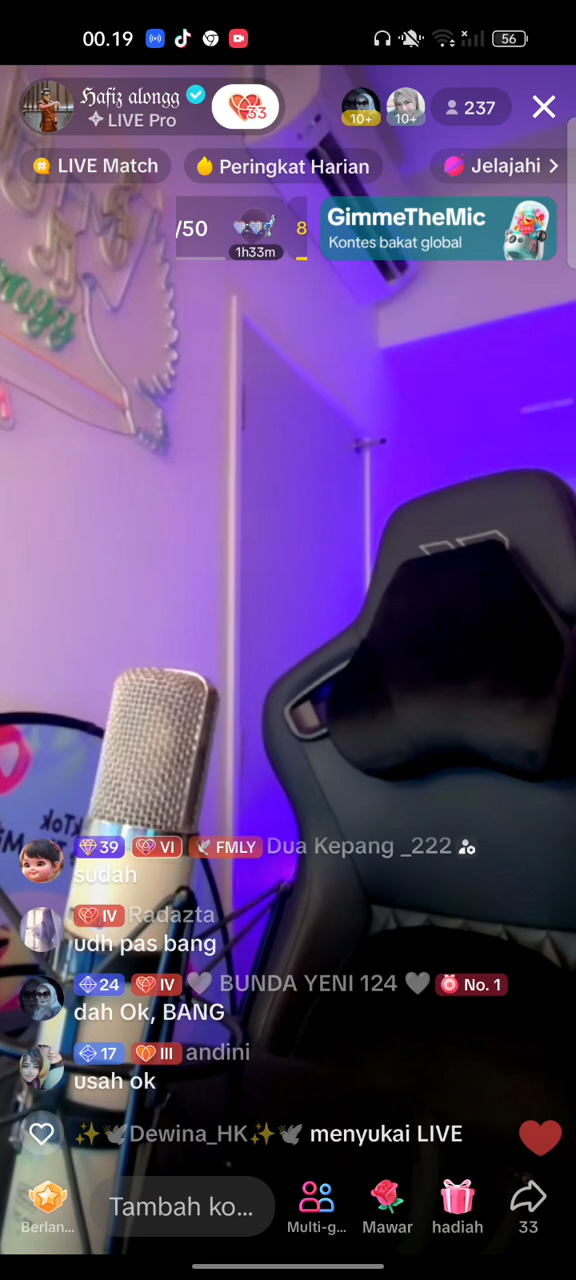 00.19
56
Hafiz alongg
LIVE Pro
33
10+
10+
237
LIVE Match
Peringkat Harian
Jelajahi
/50
1h33m
8
GimmeTheMic
Kontes bakat global
39 VI FMLY Dua Kepang _222
sudah
IV Radazta
udh pas bang
24 IV 🤍 BUNDA YENI 124 🤍 No. 1
dah Ok, BANG
17 III andini
usah ok
✨🕊Dewina_HK✨🕊 menyukai LIVE
Berlan...
Tambah ko...
Multi-g...
Mawar
hadiah
33